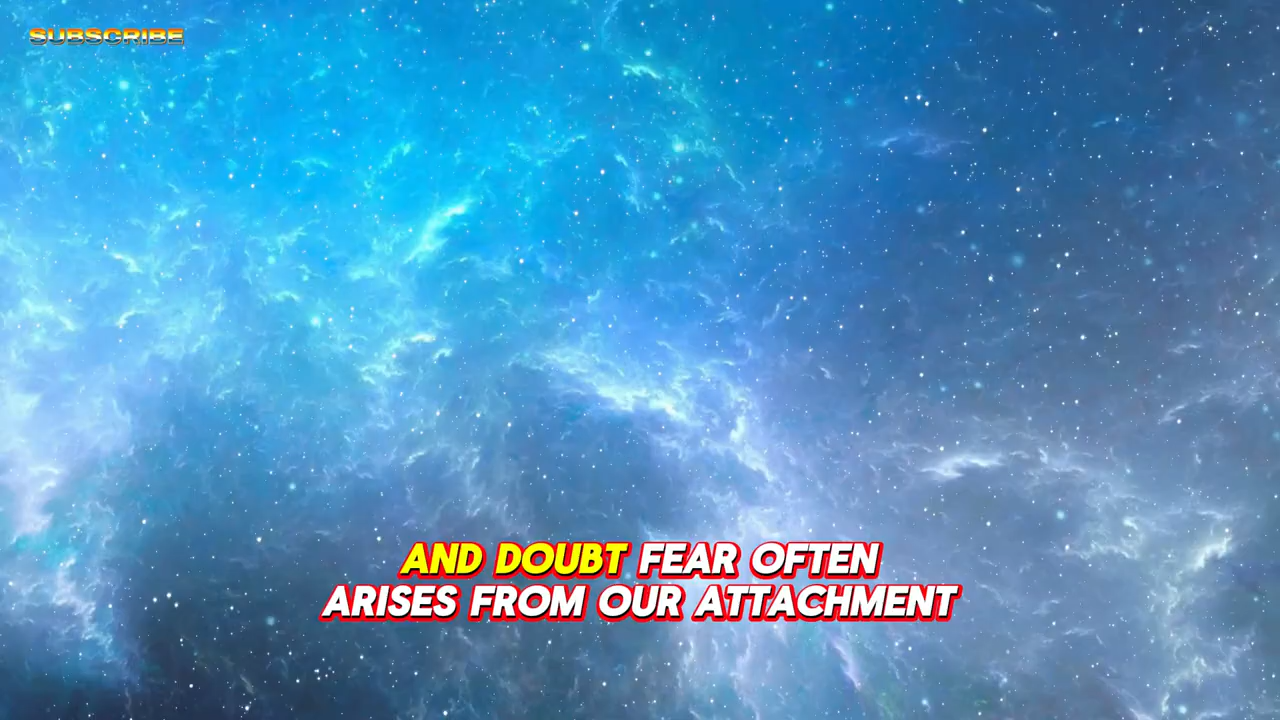 SUBSCRIBE
AND DOUBT FEAR OFTEN
ARISES FROM OUR ATTACHMENT